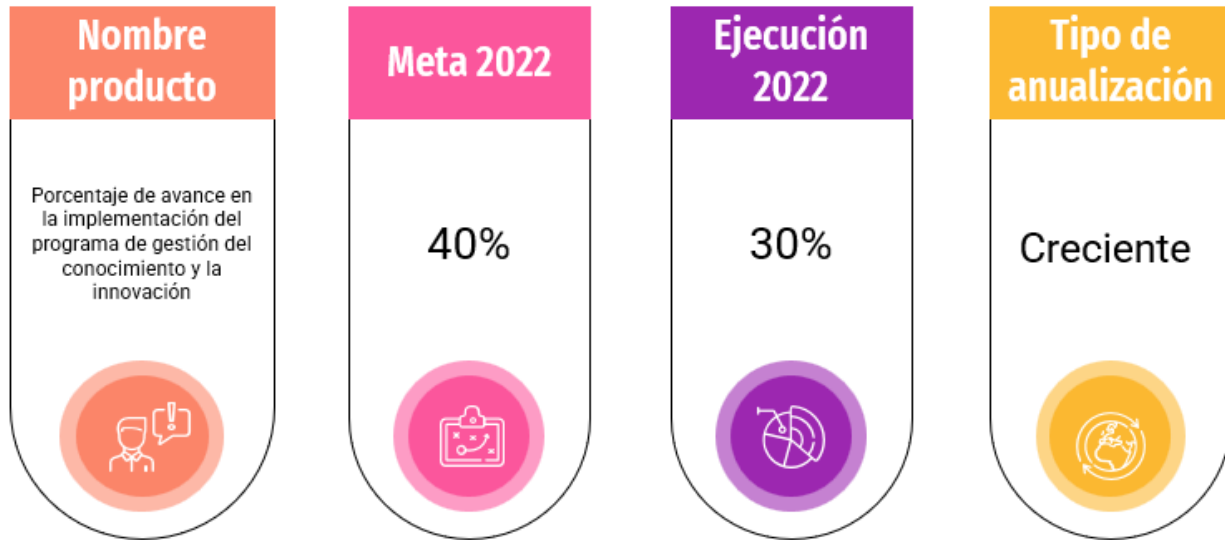 Nombre
producto
Porcentaje de avance en
la implementación del
programa de gestión del
conocimiento y la
innovación
Meta 2022
40%
Ejecución
2022
30%
Tipo de
anualización
Creciente